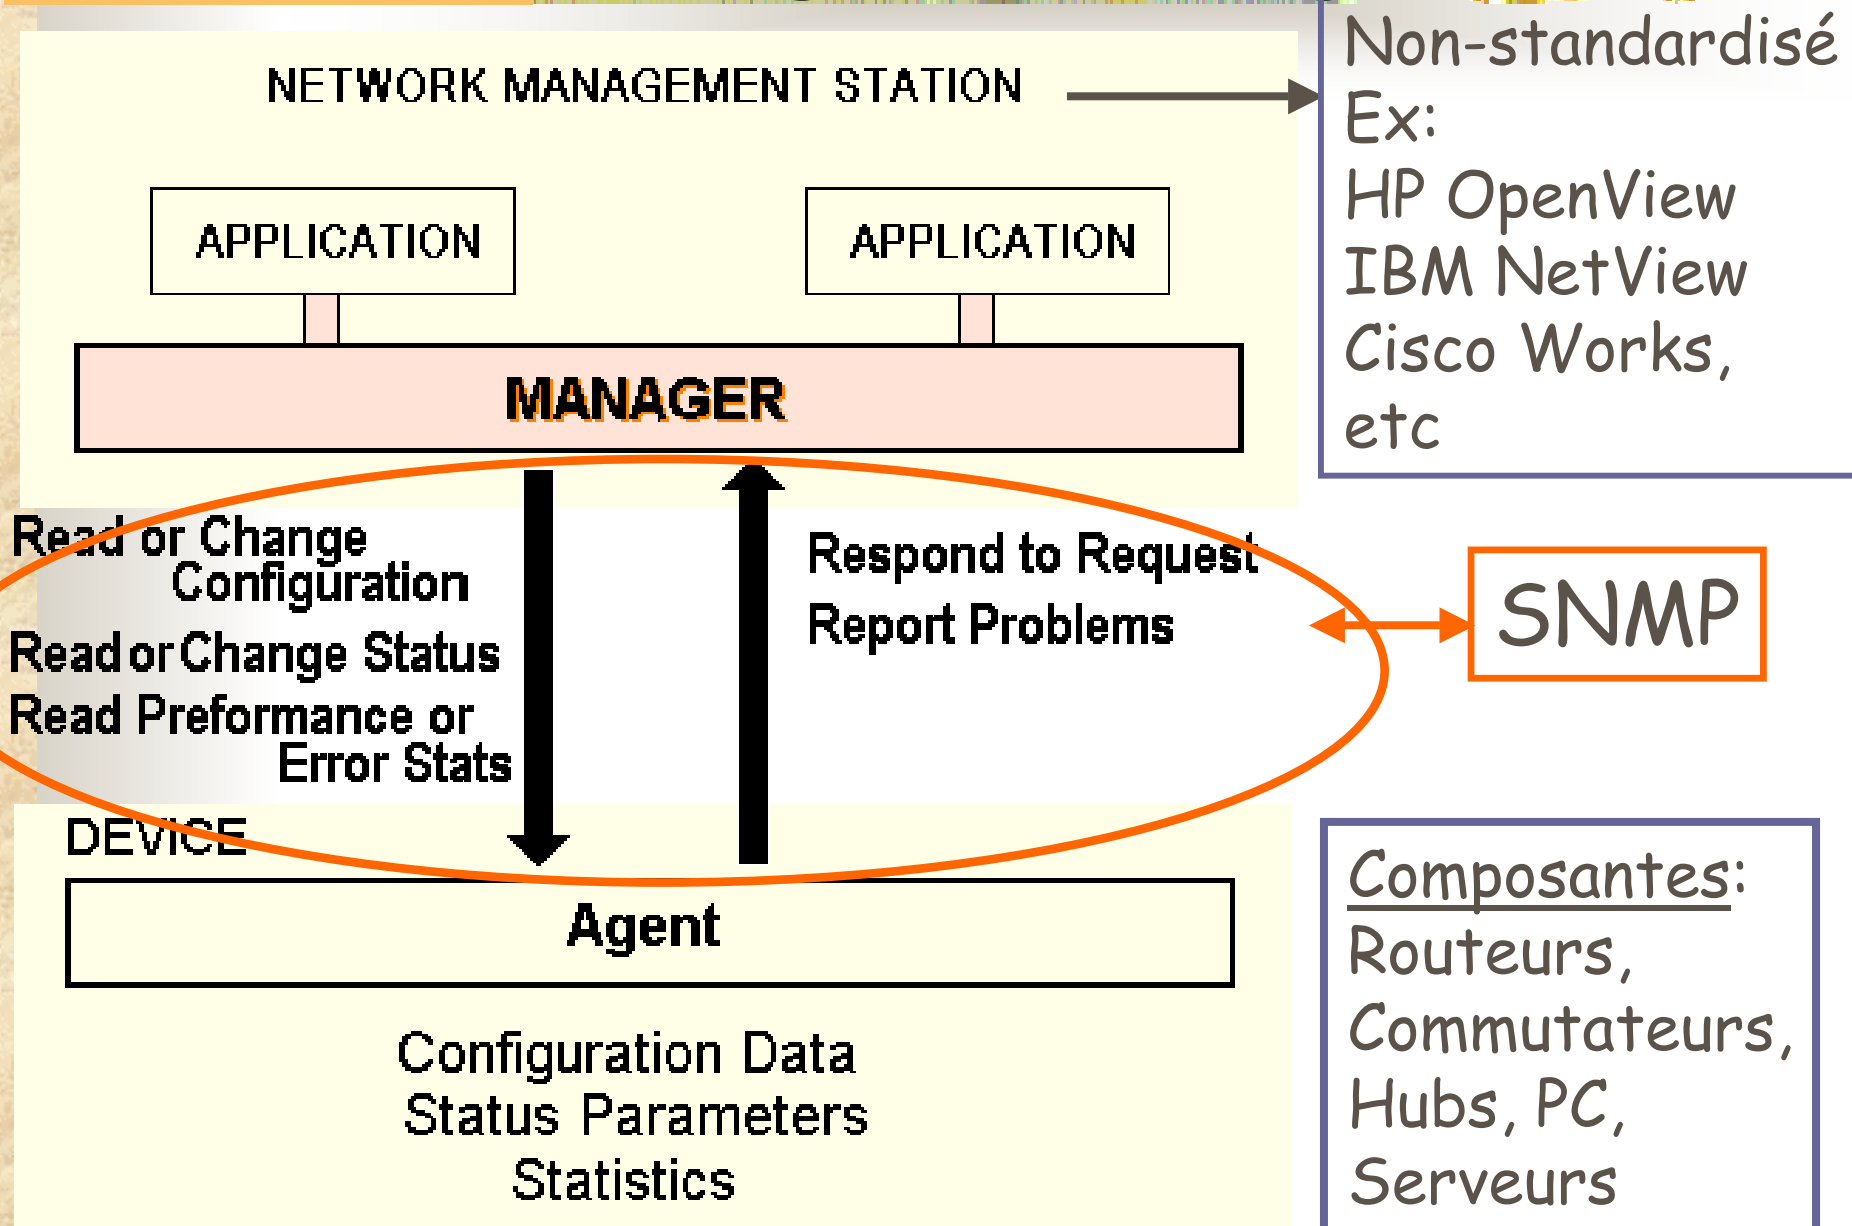 NETWORK MANAGEMENT STATION
Non-standardisé
Ex:
HP OpenView
IBM NetView
Cisco Works,
etc
APPLICATION
APPLICATION
MANAGER
Read or Change
Configuration
Read or Change Status
Read Preformance or
Error Stats
Respond to Request
Report Problems
SNMP
DEVICE
Agent
Configuration Data
Status Parameters
Statistics
Composantes:
Routeurs,
Commutateurs,
Hubs, PC,
Serveurs